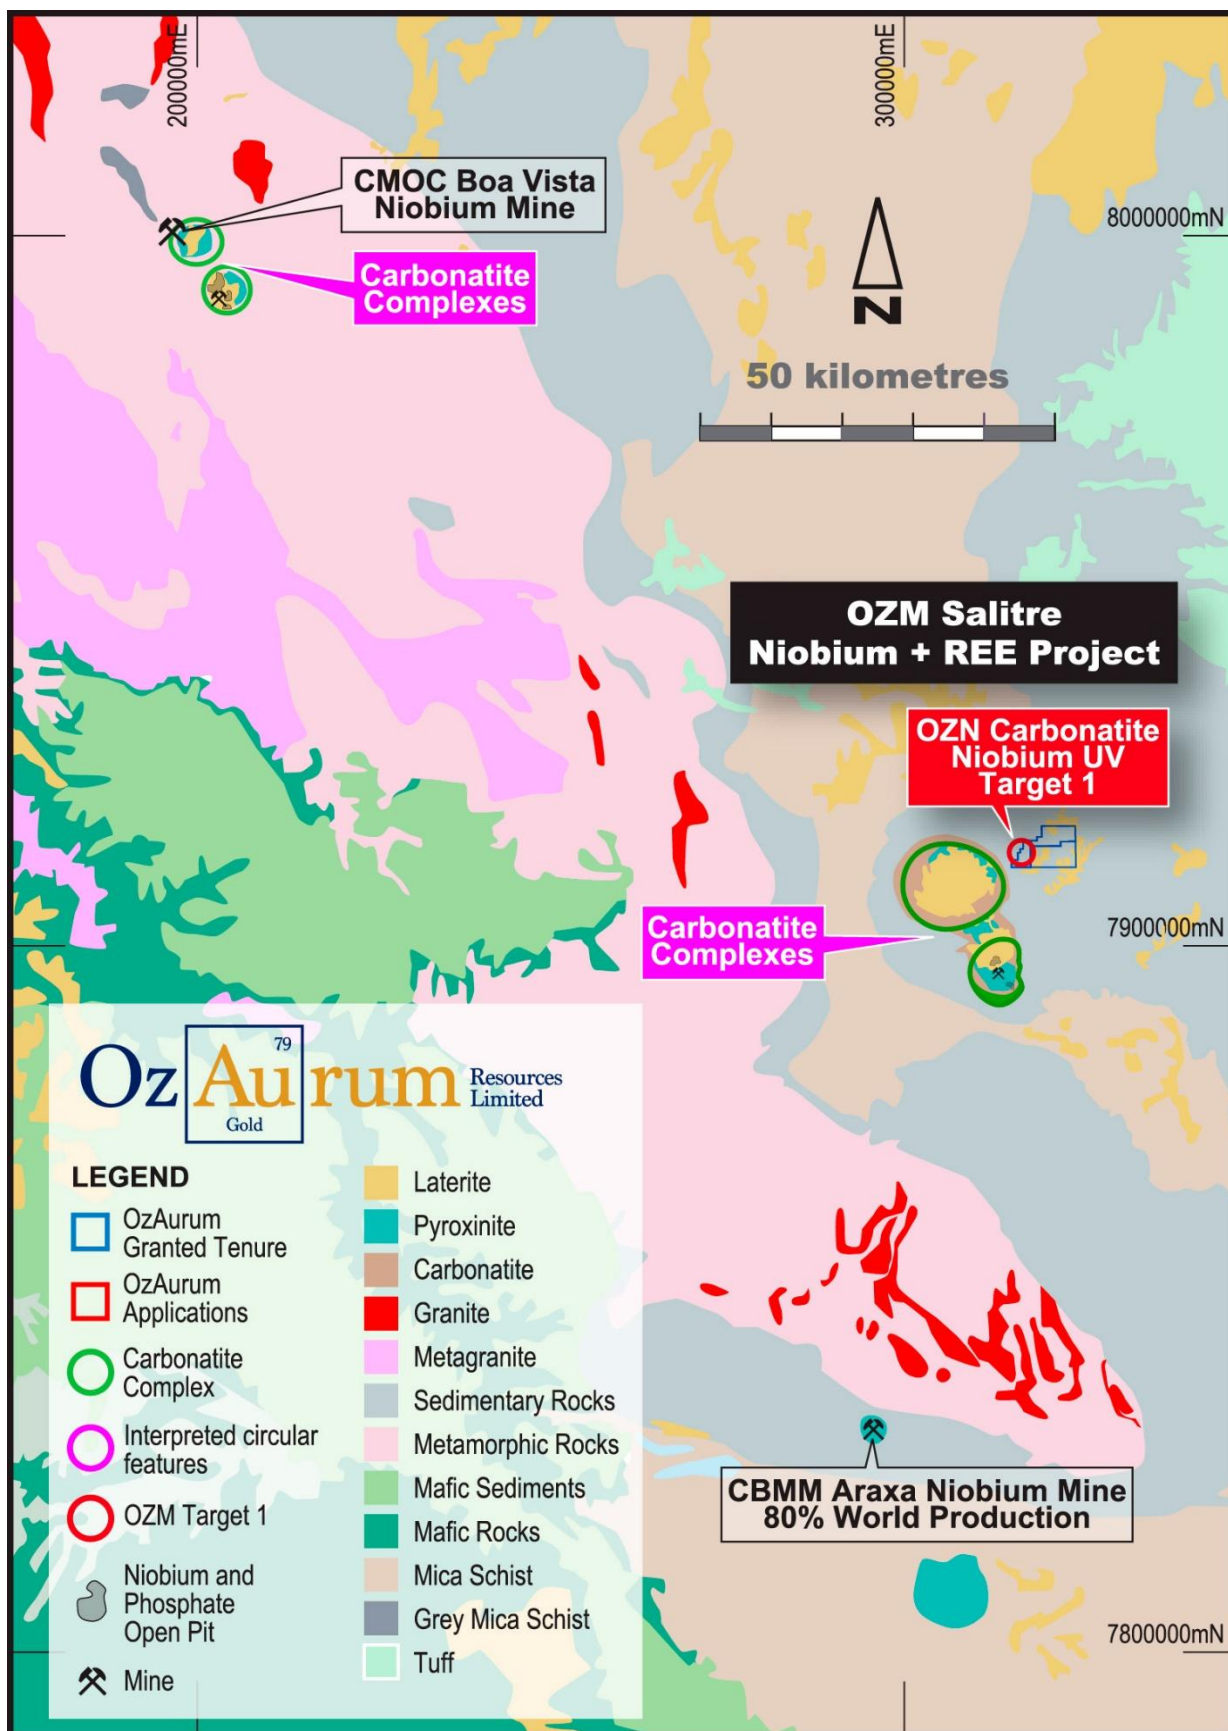 200000mE
300000mE
CMOC Boa Vista
Niobium Mine
8000000mN
Carbonatite
Complexes
N
50 kilometres
OZM Salitre
Niobium + REE Project
OZN Carbonatite
Niobium UV
Target 1
Carbonatite
Complexes
7900000mN
79
OzAurum Resources
Limited
Gold
LEGEND
OzAurum
Granted Tenure
OzAurum
Applications
Carbonatite
Complex
Interpreted circular
features
OZM Target 1
Niobium and
Phosphate
Open Pit
Mine
Laterite
Pyroxinite
Carbonatite
Granite
Metagranite
Sedimentary Rocks
Metamorphic Rocks
Mafic Sediments
Mafic Rocks
Mica Schist
Grey Mica Schist
Tuff
CBMM Araxa Niobium Mine
80% World Production
7800000mN